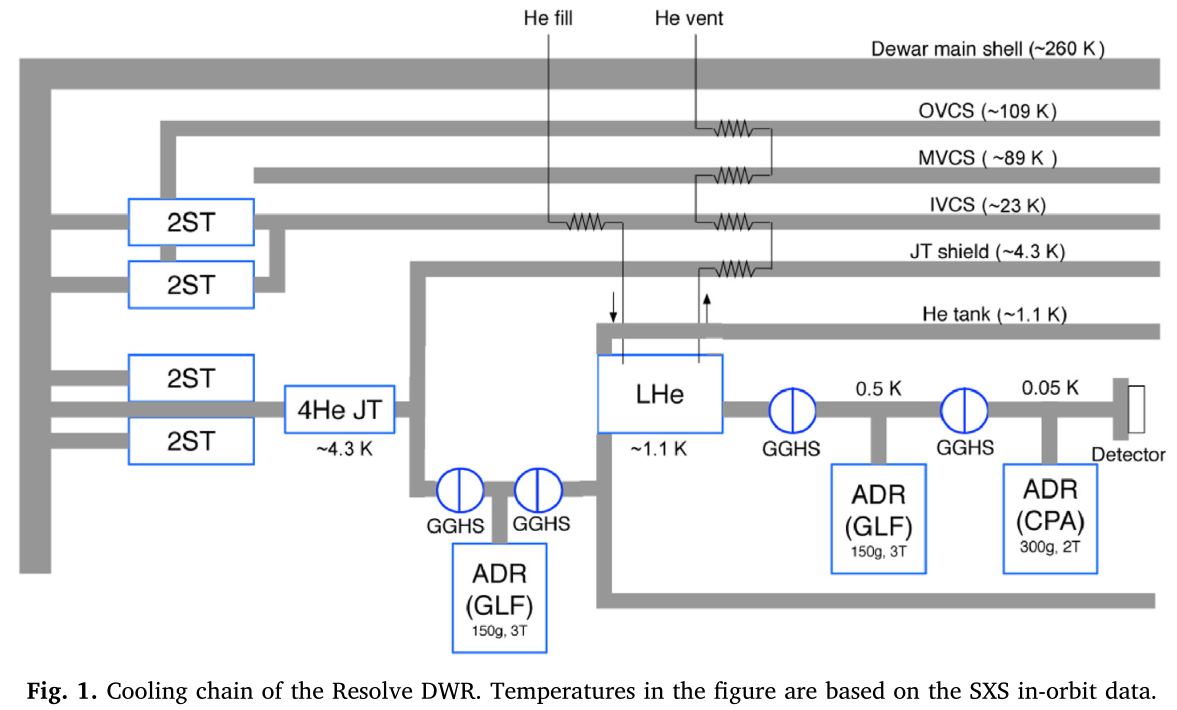 He fill
He vent
Dewar main shell (~260 K)
OVCS (~109 K)
MVCS ( ~89 K )
IVCS (~23 K)
JT shield (~4.3 K)
He tank (~1.1 K)
2ST
2ST
2ST
2ST
4He JT
~4.3 K
LHe
~1.1 K
GGHS
0.5 K
GGHS
0.05 K
Detector
GGHS
GGHS
ADR
(GLF)
150g, 3T
ADR
(GLF)
150g, 3T
ADR
(CPA)
300g, 2T
Fig. 1. Cooling chain of the Resolve DWR. Temperatures in the figure are based on the SXS in-orbit data.